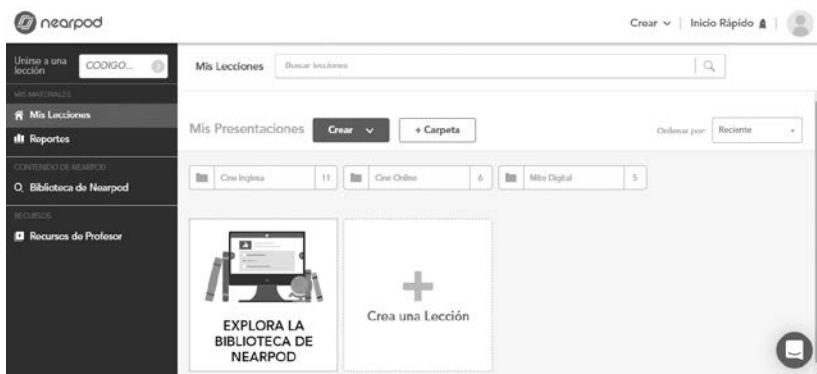 nearpod
Crear
Inicio Rápido
Unirse a una
lección
CODIGO...
MIS MATERIALES
Mis Lecciones
Reportes
CONTENIDO DE NEARPOD
Biblioteca de Nearpod
RECURSOS
Recursos de Profesor
Mis Lecciones
Buscar lecciones
Mis Presentaciones
Crear
+ Carpeta
Ordenar por:
Reciente
Cine Inglesa
11
Cine Online
6
Mito Digital
5
EXPLORA LA
BIBLIOTECA DE
NEARPOD
Crea una Lección